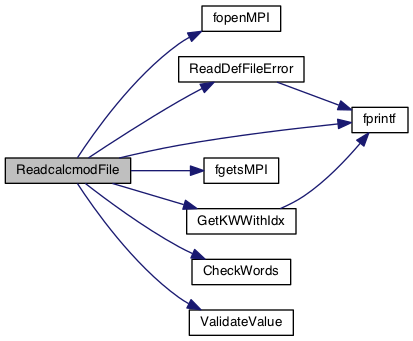 fopenMPI
ReadDefFileError
fprintf
ReadcalcmodFile
fgetsMPI
GetKWWithIdx
CheckWords
ValidateValue